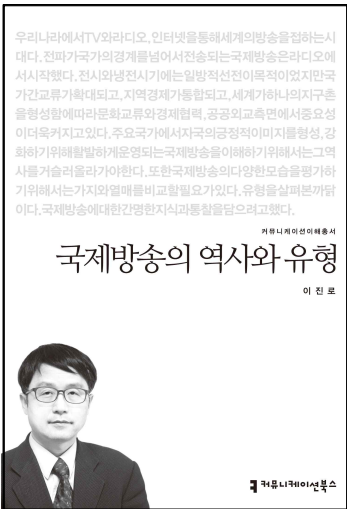 우리나라에서TV와라디오,인터넷을통해세계의방송을접하는시
대다.전파가국가의경계를넘어서전송되는국제방송은라디오에
서시작했다.전시와냉전시기에는일방적선전이목적이었지만국
가간교류가확대되고,지역경제가통합되고,세계가하나의지구촌
을형성함에따라문화교류와경제협력,공공외교측면에서중요성
이더욱커지고있다.주요국가에서자국의긍정적이미지를형성,강
화하기위해활발하게운영되는국제방송을이해하기위해서는그역
사를거슬러올라가야한다.또한국제방송의다양한모습을평가하
기위해서는가지와열매를비교할필요가있다.유형을살펴본까닭
이다.국제방송에대한간명한지식과통찰을담으려고했다.
커뮤니케이션이해총서
국제방송의 역사와 유형
이진로
커뮤니케이션북스